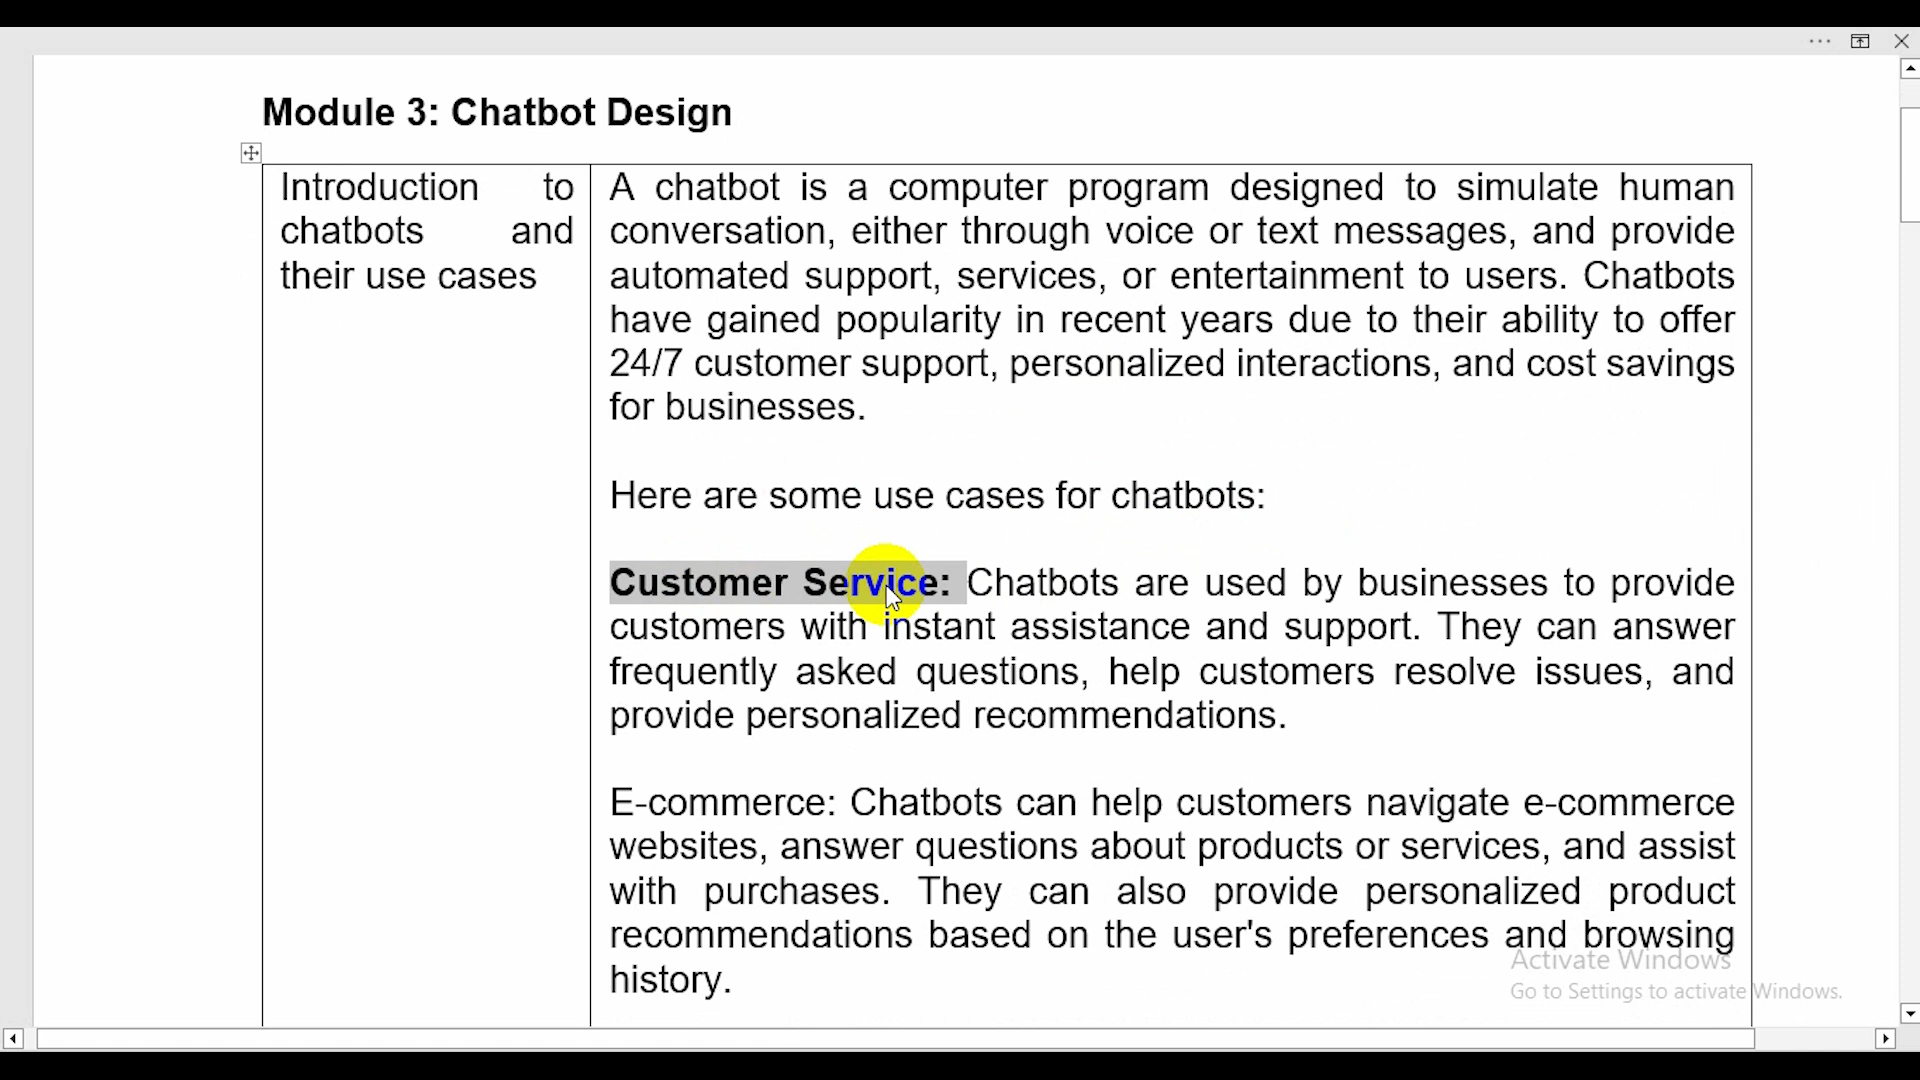 Module 3: Chatbot Design
Introduction to
chatbots and
their use cases
A chatbot is a computer program designed to simulate human
conversation, either through voice or text messages, and provide
automated support, services, or entertainment to users. Chatbots
have gained popularity in recent years due to their ability to offer
24/7 customer support, personalized interactions, and cost savings
for businesses.
Here are some use cases for chatbots:
Customer Service: Chatbots are used by businesses to provide
customers with instant assistance and support. They can answer
frequently asked questions, help customers resolve issues, and
provide personalized recommendations.
E-commerce: Chatbots can help customers navigate e-commerce
websites, answer questions about products or services, and assist
with purchases. They can also provide personalized product
recommendations based on the user's preferences and browsing
history.
Activate Windows
Go to Settings to activate Windows.